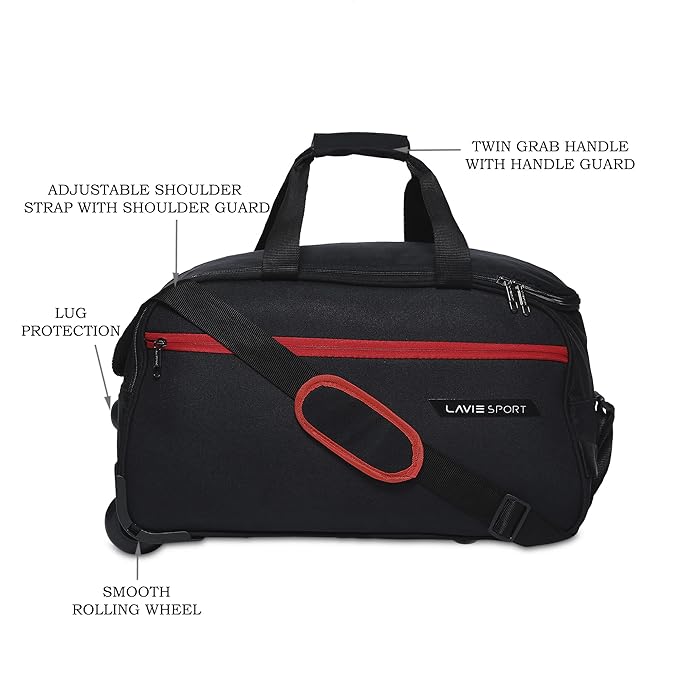 TWIN GRAB HANDLE
WITH HANDLE GUARD
ADJUSTABLE SHOULDER
STRAP WITH SHOULDER GUARD
LUG
PROTECTION
LAVIE SPORT
SMOOTH
ROLLING WHEEL